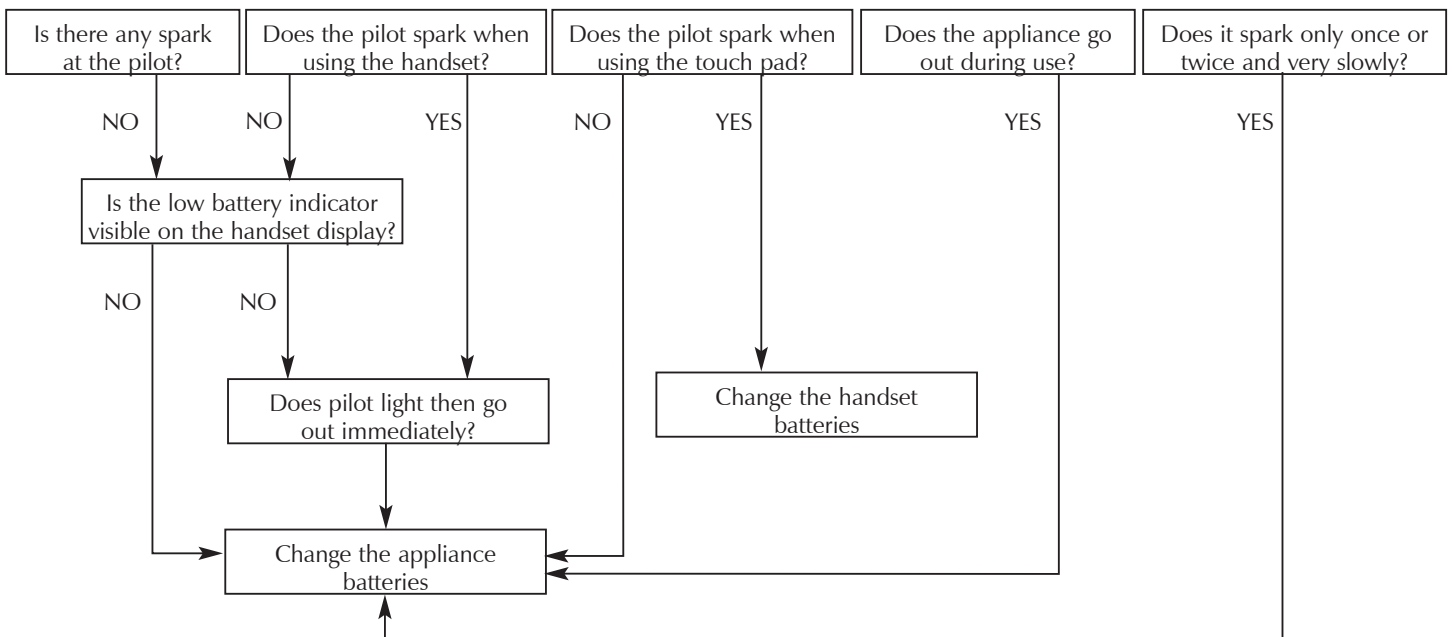 Is there any spark
at the pilot?
Does the pilot spark when
using the handset?
Does the pilot spark when
using the touch pad?
Does the appliance go
out during use?
Does it spark only once or
twice and very slowly?
NO
NO
YES
NO
YES
YES
YES
Is the low battery indicator
visible on the handset display?
NO
NO
Does pilot light then go
out immediately?
Change the handset
batteries
Change the appliance
batteries